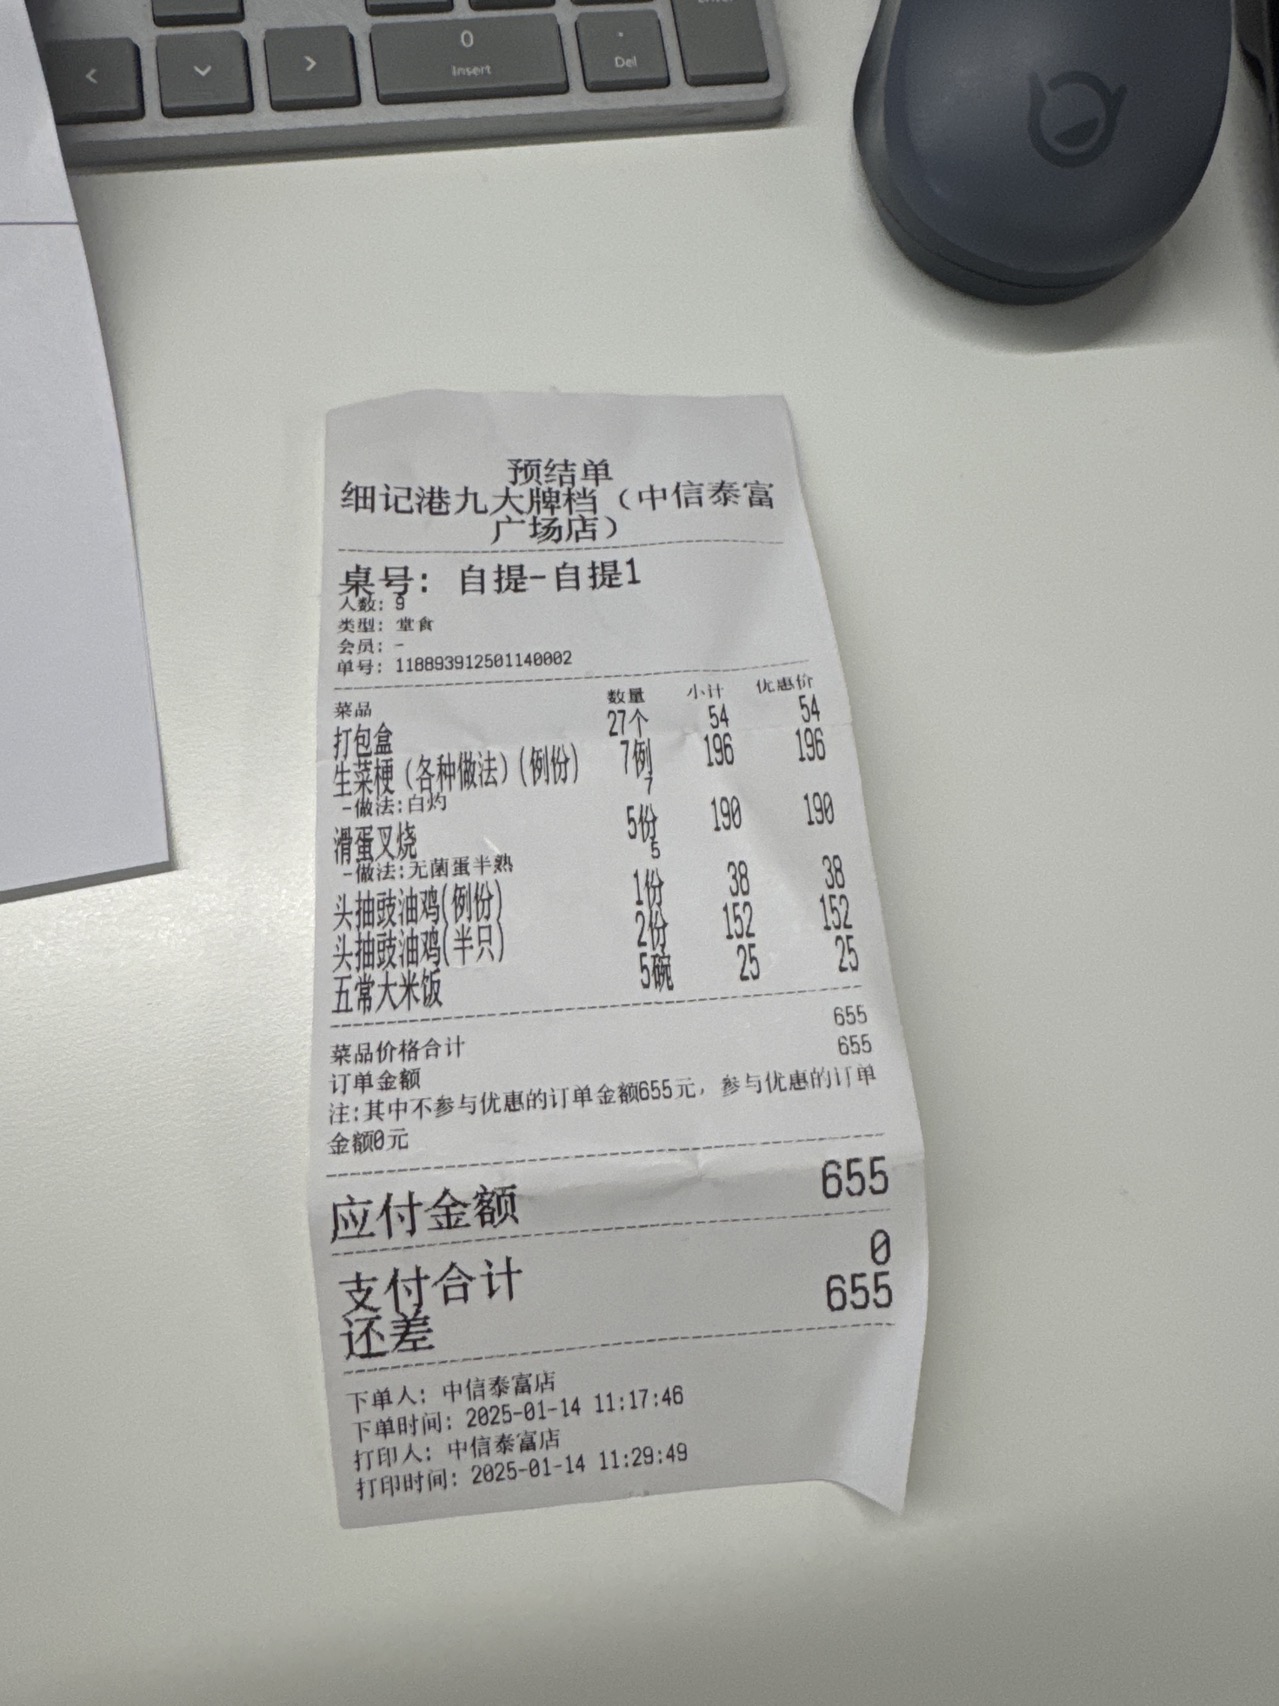 0
Insert
.
Del
预结单
细记港九大牌档（中信泰富
广场店）
桌号: 自提-自提1
人数: 9
类型: 堂食
会员: -
单号: 118893912501140002
菜品 数量 小计 优惠价
打包盒 27个 54 54
生菜梗(各种做法)(例份) 7例 196 196
-做法:白灼 7
滑蛋叉烧 5份 190 190
-做法:无菌蛋半熟 5
头抽豉油鸡(例份) 1份 38 38
头抽豉油鸡(半只) 2份 152 152
五常大米饭 5碗 25 25
菜品价格合计 655
订单金额 655
注:其中不参与优惠的订单金额655元，参与优惠的订单
金额0元
应付金额 655
支付合计 0
还差 655
下单人: 中信泰富店
下单时间: 2025-01-14 11:17:46
打印人: 中信泰富店
打印时间: 2025-01-14 11:29:49